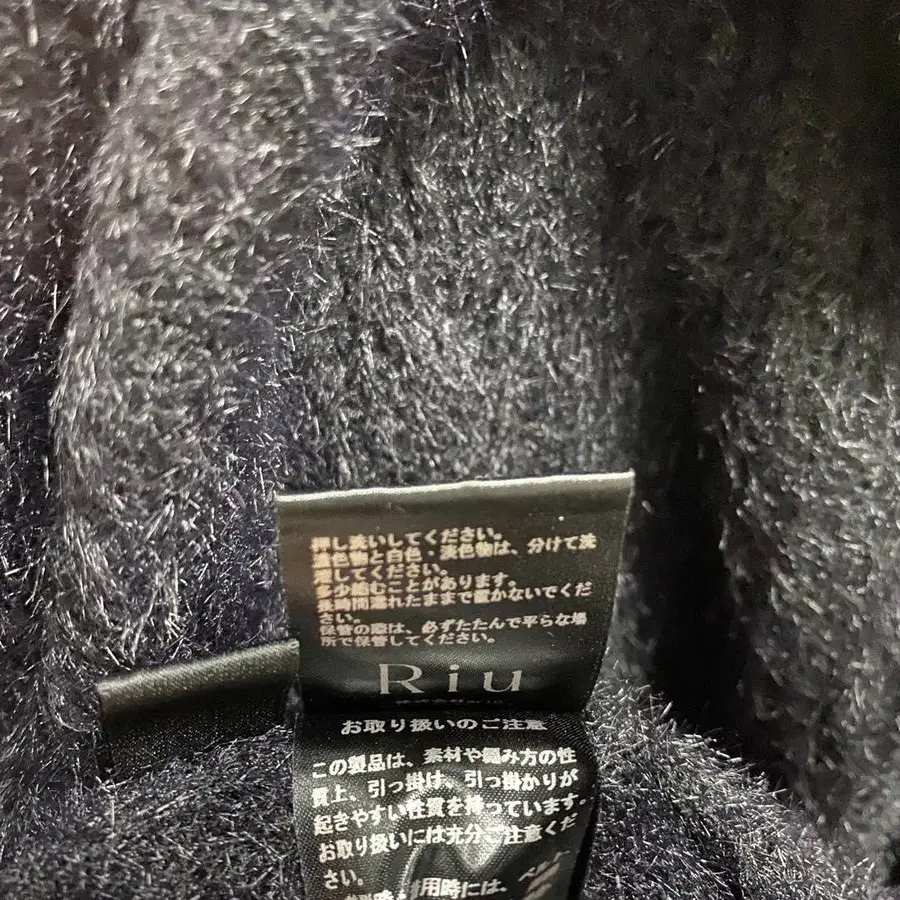 押し洗いしてください。
濃色物と白色・淡色物は、分けて洗
濯してください。
多少縮むことがあります。
長時間濡れたままで置かないでくだ
さい。
保管の際は、必ずたたんで平らな場
所で保管してください。
Riu
お取り扱いのご注意
この製品は、素材や編み方の性
質上、引っ掛け、引っ掛かりが
起きやすい性質を持っています。
お取り扱いには充分ご注意くだ
さい。
用時には、